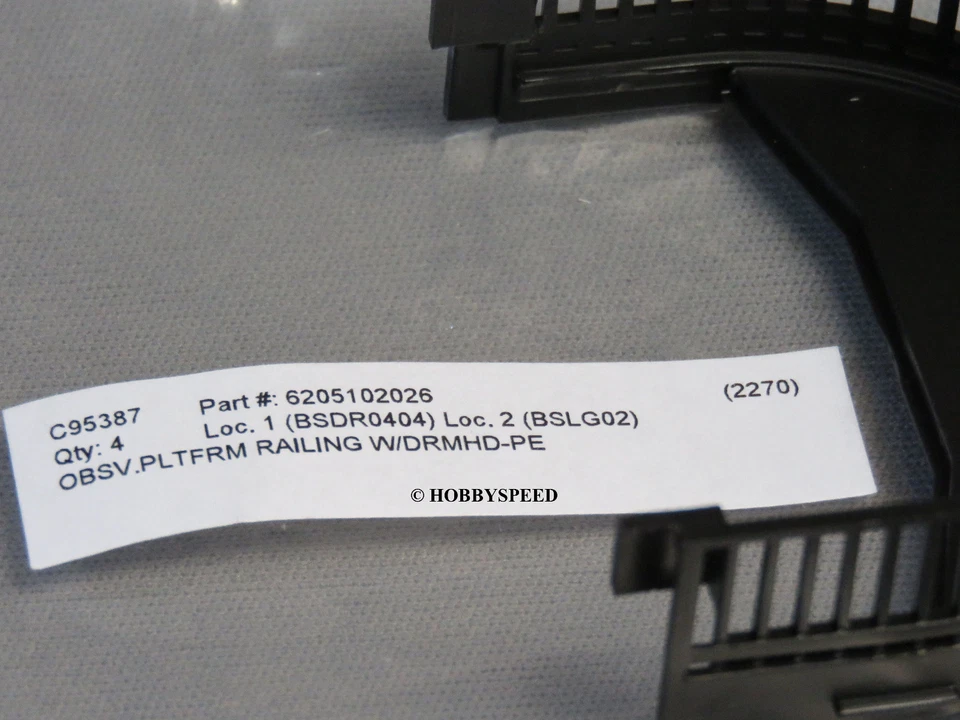 C95387 Part #: 6205102026 (2270)
Qty: 4 Loc. 1 (BSDR0404) Loc. 2 (BSLG02)
OBSV.PLTFRM RAILING W/DRMHD-PE
© HOBBYSPEED